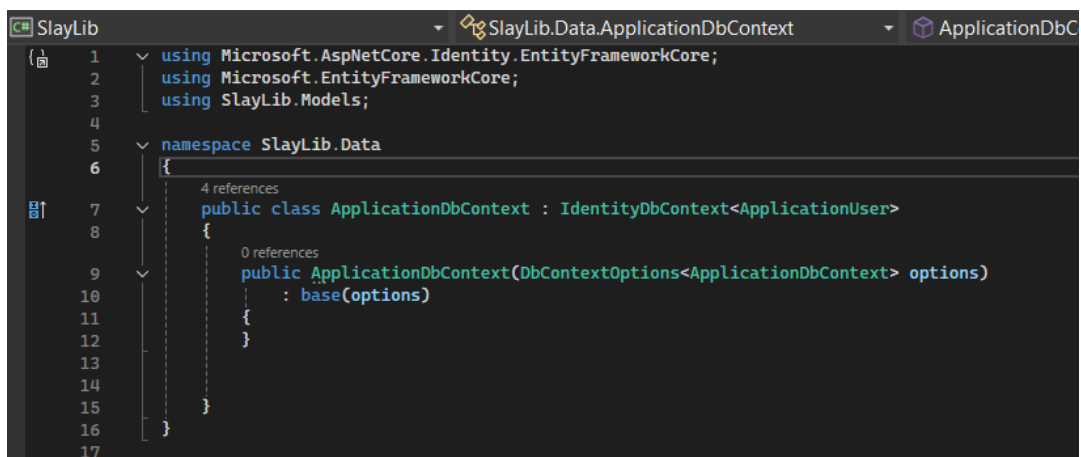 C# SlayLib SlayLib.Data.ApplicationDbContext ApplicationDbC
1 using Microsoft.AspNetCore.Identity.EntityFrameworkCore;
2 using Microsoft.EntityFrameworkCore;
3 using SlayLib.Models;
4
5 namespace SlayLib.Data
6 {
4 references
7 public class ApplicationDbContext : IdentityDbContext<ApplicationUser>
8 {
0 references
9 public ApplicationDbContext(DbContextOptions<ApplicationDbContext> options)
10 : base(options)
11 {
12 }
13
14
15 }
16 }
17